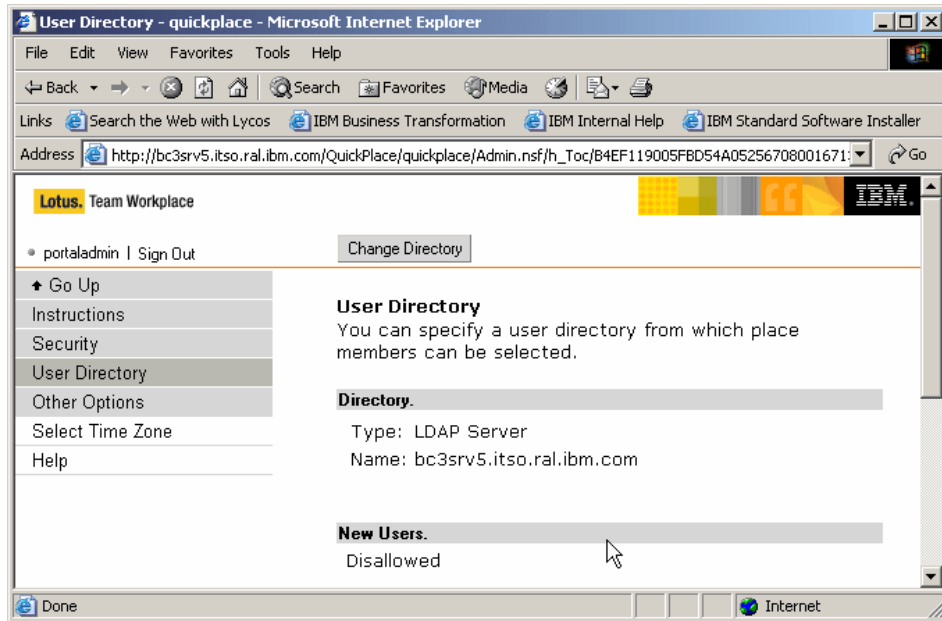 User Directory - quickplace - Microsoft Internet Explorer
File Edit View Favorites Tools Help
Back Search Favorites Media
Links Search the Web with Lycos IBM Business Transformation IBM Internal Help IBM Standard Software Installer
Address http://bc3srv5.itso.ral.ibm.com/QuickPlace/quickplace/Admin.nsf/h_Toc/B4EF119005FBD54A05256708001671: Go
Lotus. Team Workplace IBM.
portaladmin | Sign Out Change Directory
Go Up
Instructions
Security
User Directory
Other Options
Select Time Zone
Help
User Directory
You can specify a user directory from which place
members can be selected.
Directory.
Type: LDAP Server
Name: bc3srv5.itso.ral.ibm.com
New Users.
Disallowed
Done Internet